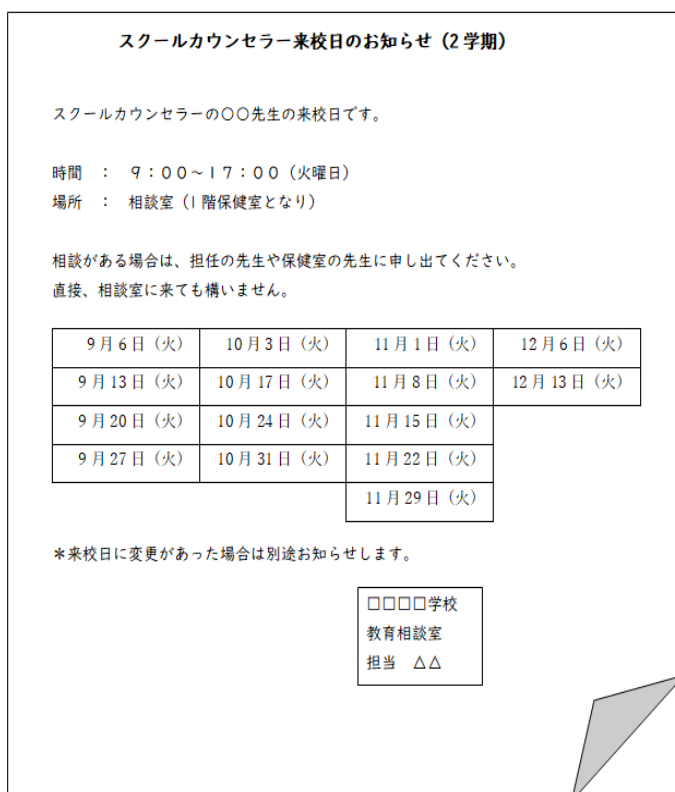 スクールカウンセラー来校日のお知らせ（2学期）
スクールカウンセラーの〇〇先生の来校日です。
時間　：　９：００～１７：００（火曜日）
場所　：　相談室（1階保健室となり）
相談がある場合は、担任の先生や保健室の先生に申し出てください。
直接、相談室に来ても構いません。
9月6日（火） 10月3日（火） 11月1日（火） 12月6日（火）
9月13日（火） 10月17日（火） 11月8日（火） 12月13日（火）
9月20日（火） 10月24日（火） 11月15日（火）
9月27日（火） 10月31日（火） 11月22日（火）
11月29日（火）
＊来校日に変更があった場合は別途お知らせします。
□□□□学校
教育相談室
担当　△△